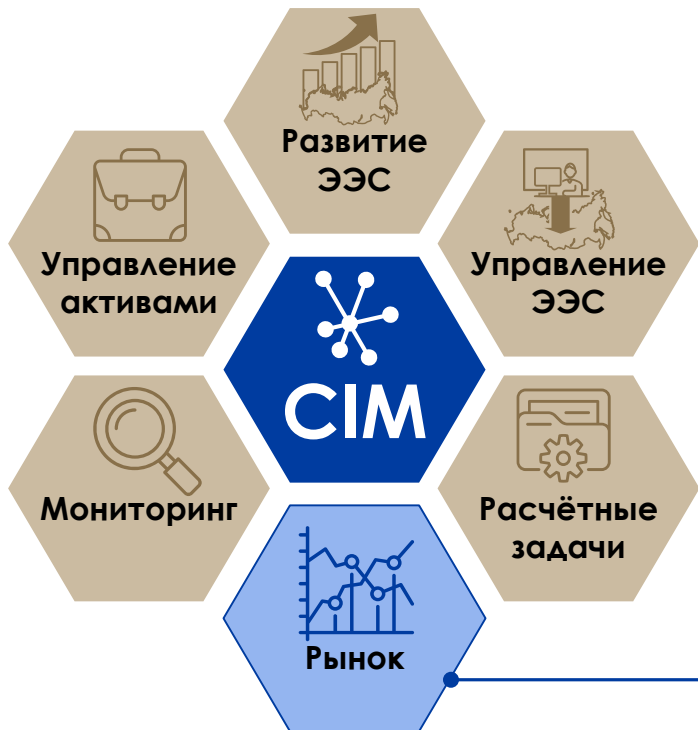 Развитие
ЭЭС
Управление
активами
Управление
ЭЭС
CIM
Мониторинг
Расчётные
задачи
Рынок